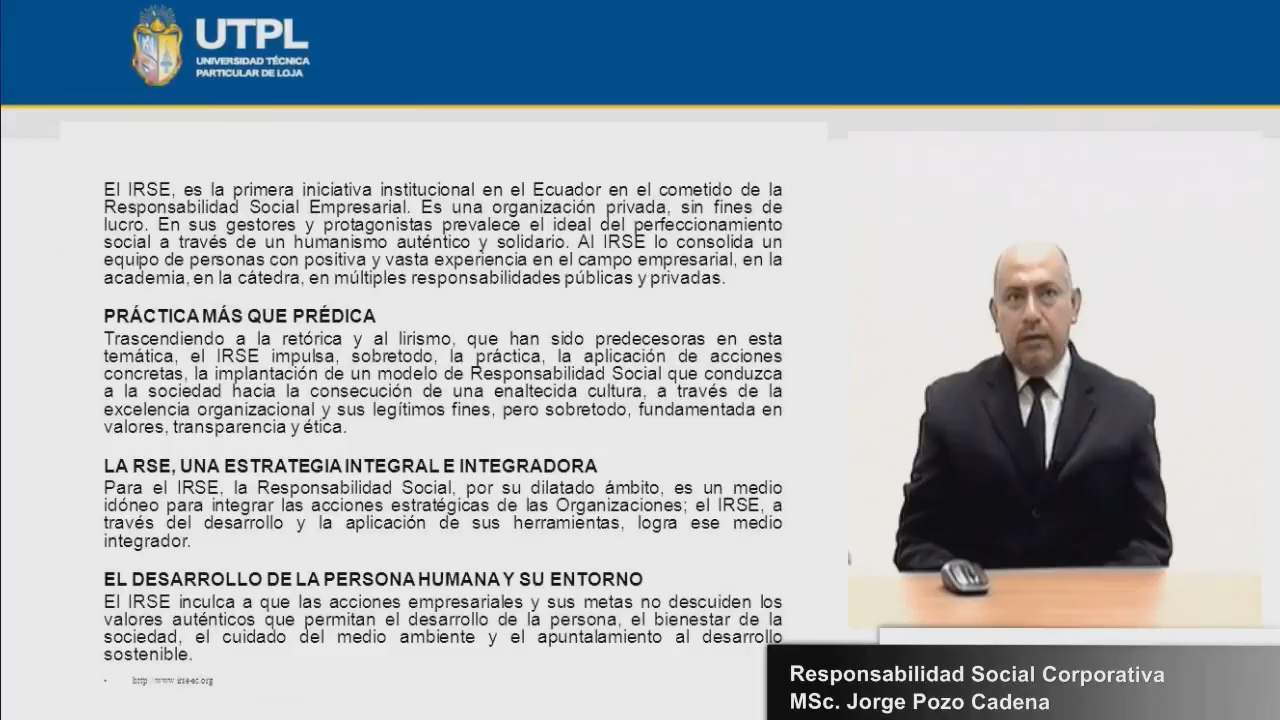 UTPL
UNIVERSIDAD TÉCNICA
PARTICULAR DE LOJA
El IRSE, es la primera iniciativa institucional en el Ecuador en el cometido de la
Responsabilidad Social Empresarial. Es una organización privada, sin fines de
lucro. En sus gestores y protagonistas prevalece el ideal del perfeccionamiento
social a través de un humanismo auténtico y solidario. Al IRSE lo consolida un
equipo de personas con positiva y vasta experiencia en el campo empresarial, en la
academia, en la cátedra, en múltiples responsabilidades públicas y privadas.
PRÁCTICA MÁS QUE PRÉDICA
Trascendiendo a la retórica y al lirismo, que han sido predecesoras en esta
temática, el IRSE impulsa, sobretodo, la práctica, la aplicación de acciones
concretas, la implantación de un modelo de Responsabilidad Social que conduzca
a la sociedad hacia la consecución de una enaltecida cultura, a través de la
excelencia organizacional y sus legítimos fines, pero sobretodo, fundamentada en
valores, transparencia y ética.
LA RSE, UNA ESTRATEGIA INTEGRAL E INTEGRADORA
Para el IRSE, la Responsabilidad Social, por su dilatado ámbito, es un medio
idóneo para integrar las acciones estratégicas de las Organizaciones; el IRSE, a
través del desarrollo y la aplicación de sus herramientas, logra ese medio
integrador.
EL DESARROLLO DE LA PERSONA HUMANA Y SU ENTORNO
El IRSE inculca a que las acciones empresariales y sus metas no descuiden los
valores auténticos que permitan el desarrollo de la persona, el bienestar de la
sociedad, el cuidado del medio ambiente y el apuntalamiento al desarrollo
sostenible.
• http://www.irse-ec.org
Responsabilidad Social Corporativa
MSc. Jorge Pozo Cadena